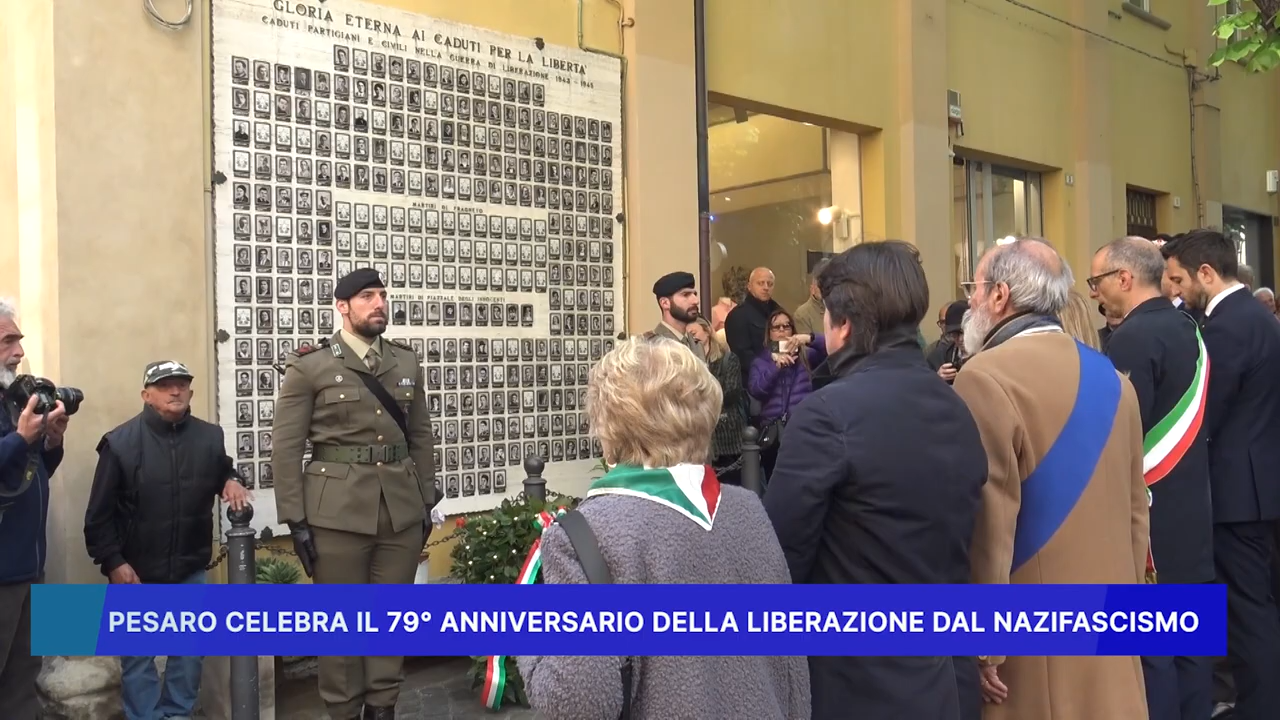 GLORIA ETERNA AI CADUTI PER LA LIBERTA'
CADUTI PARTIGIANI E CIVILI NELLA GUERRA DI LIBERAZIONE 1943 - 1945
MARTIRI DI FRAGHETO
MARTIRI DI PIAZZALE DEGLI INNOCENTI
PESARO CELEBRA IL 79° ANNIVERSARIO DELLA LIBERAZIONE DAL NAZIFASCISMO